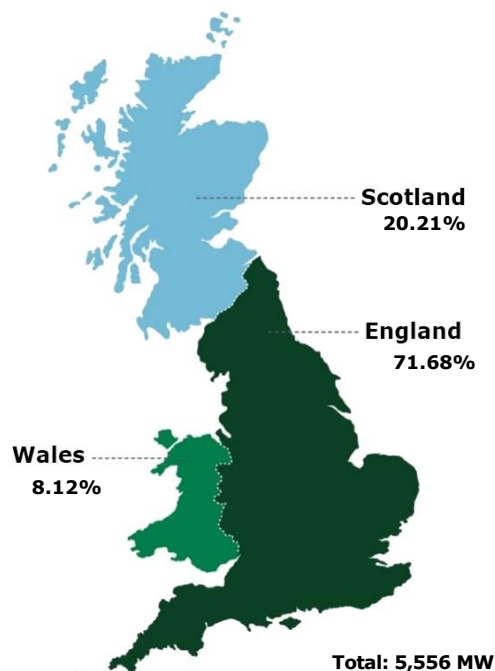 Scotland
20.21%
England
71.68%
Wales
8.12%
Total: 5,556 MW